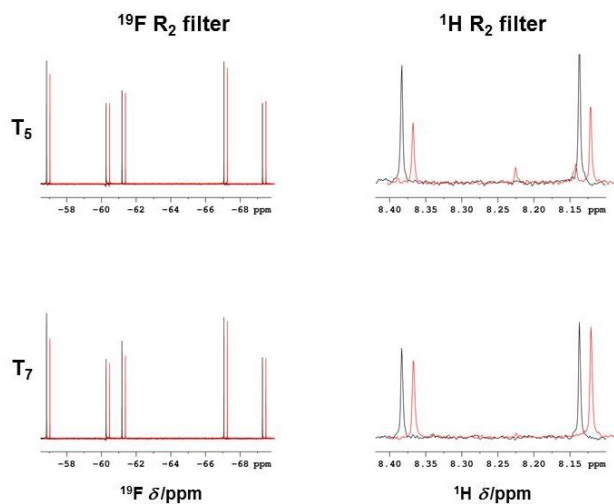 ¹⁹F R₂ filter
¹H R₂ filter
T₅
-58 -60 -62 -64 -66 -68 ppm
8.40 8.35 8.30 8.25 8.20 8.15 ppm
T₇
-58 -60 -62 -64 -66 -68 ppm
8.40 8.35 8.30 8.25 8.20 8.15 ppm
¹⁹F δ/ppm
¹H δ/ppm